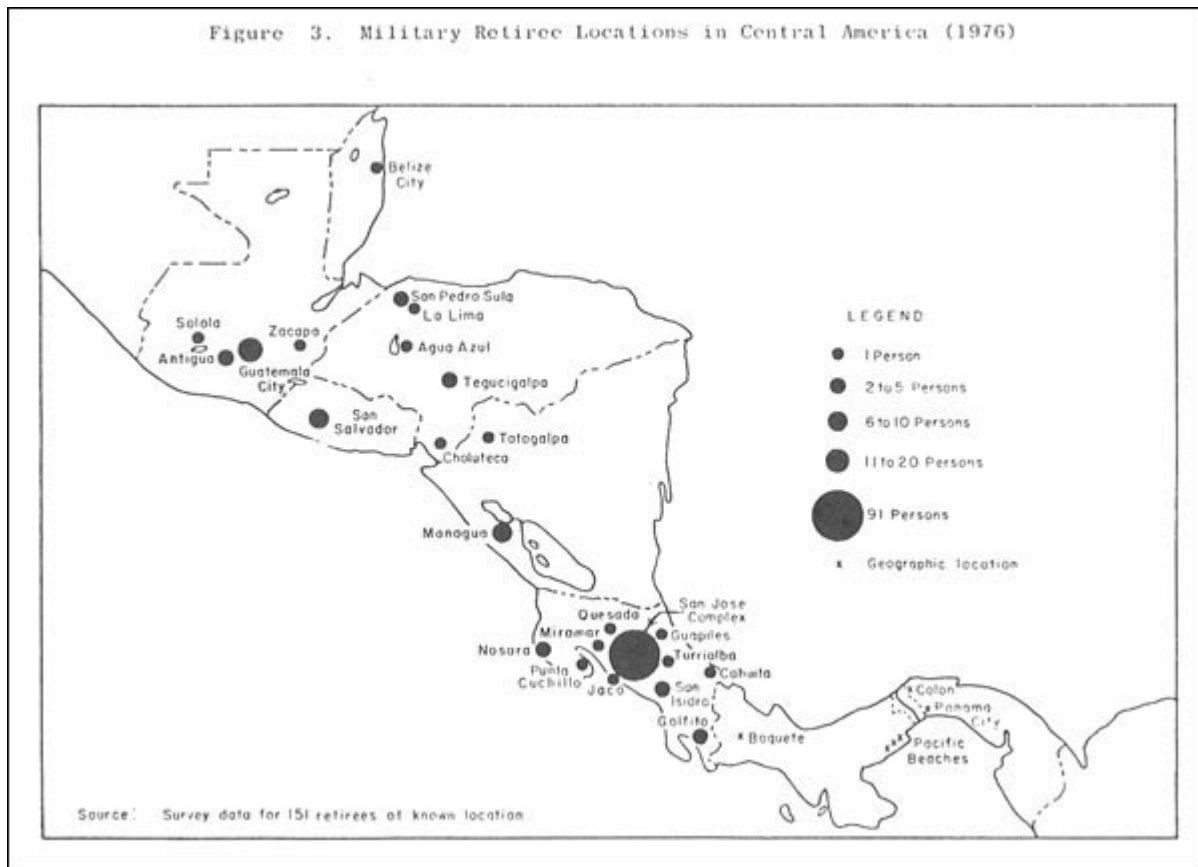 Figure 3. Military Retiree Locations in Central America (1976)
Belize
City
San Pedro Sula
La Lima
Solola
Zacapa
Agua Azul
Antigua
Guatemala
City
Tegucigalpa
San
Salvador
Totogalpa
Choluteca
Managua
LEGEND
1 Person
2 to 5 Persons
6 to 10 Persons
11 to 20 Persons
91 Persons
x Geographic location
San Jose
Complex
Quesada
Miramar
Guapiles
Nosara
Turrialba
Punta
Cuchillo
Cahuita
Jaco
San
Isidro
Golfito
x Colon
x Panama
City
x Boquete
xxx Pacific
Beaches
Source: Survey data for 151 retirees at known location